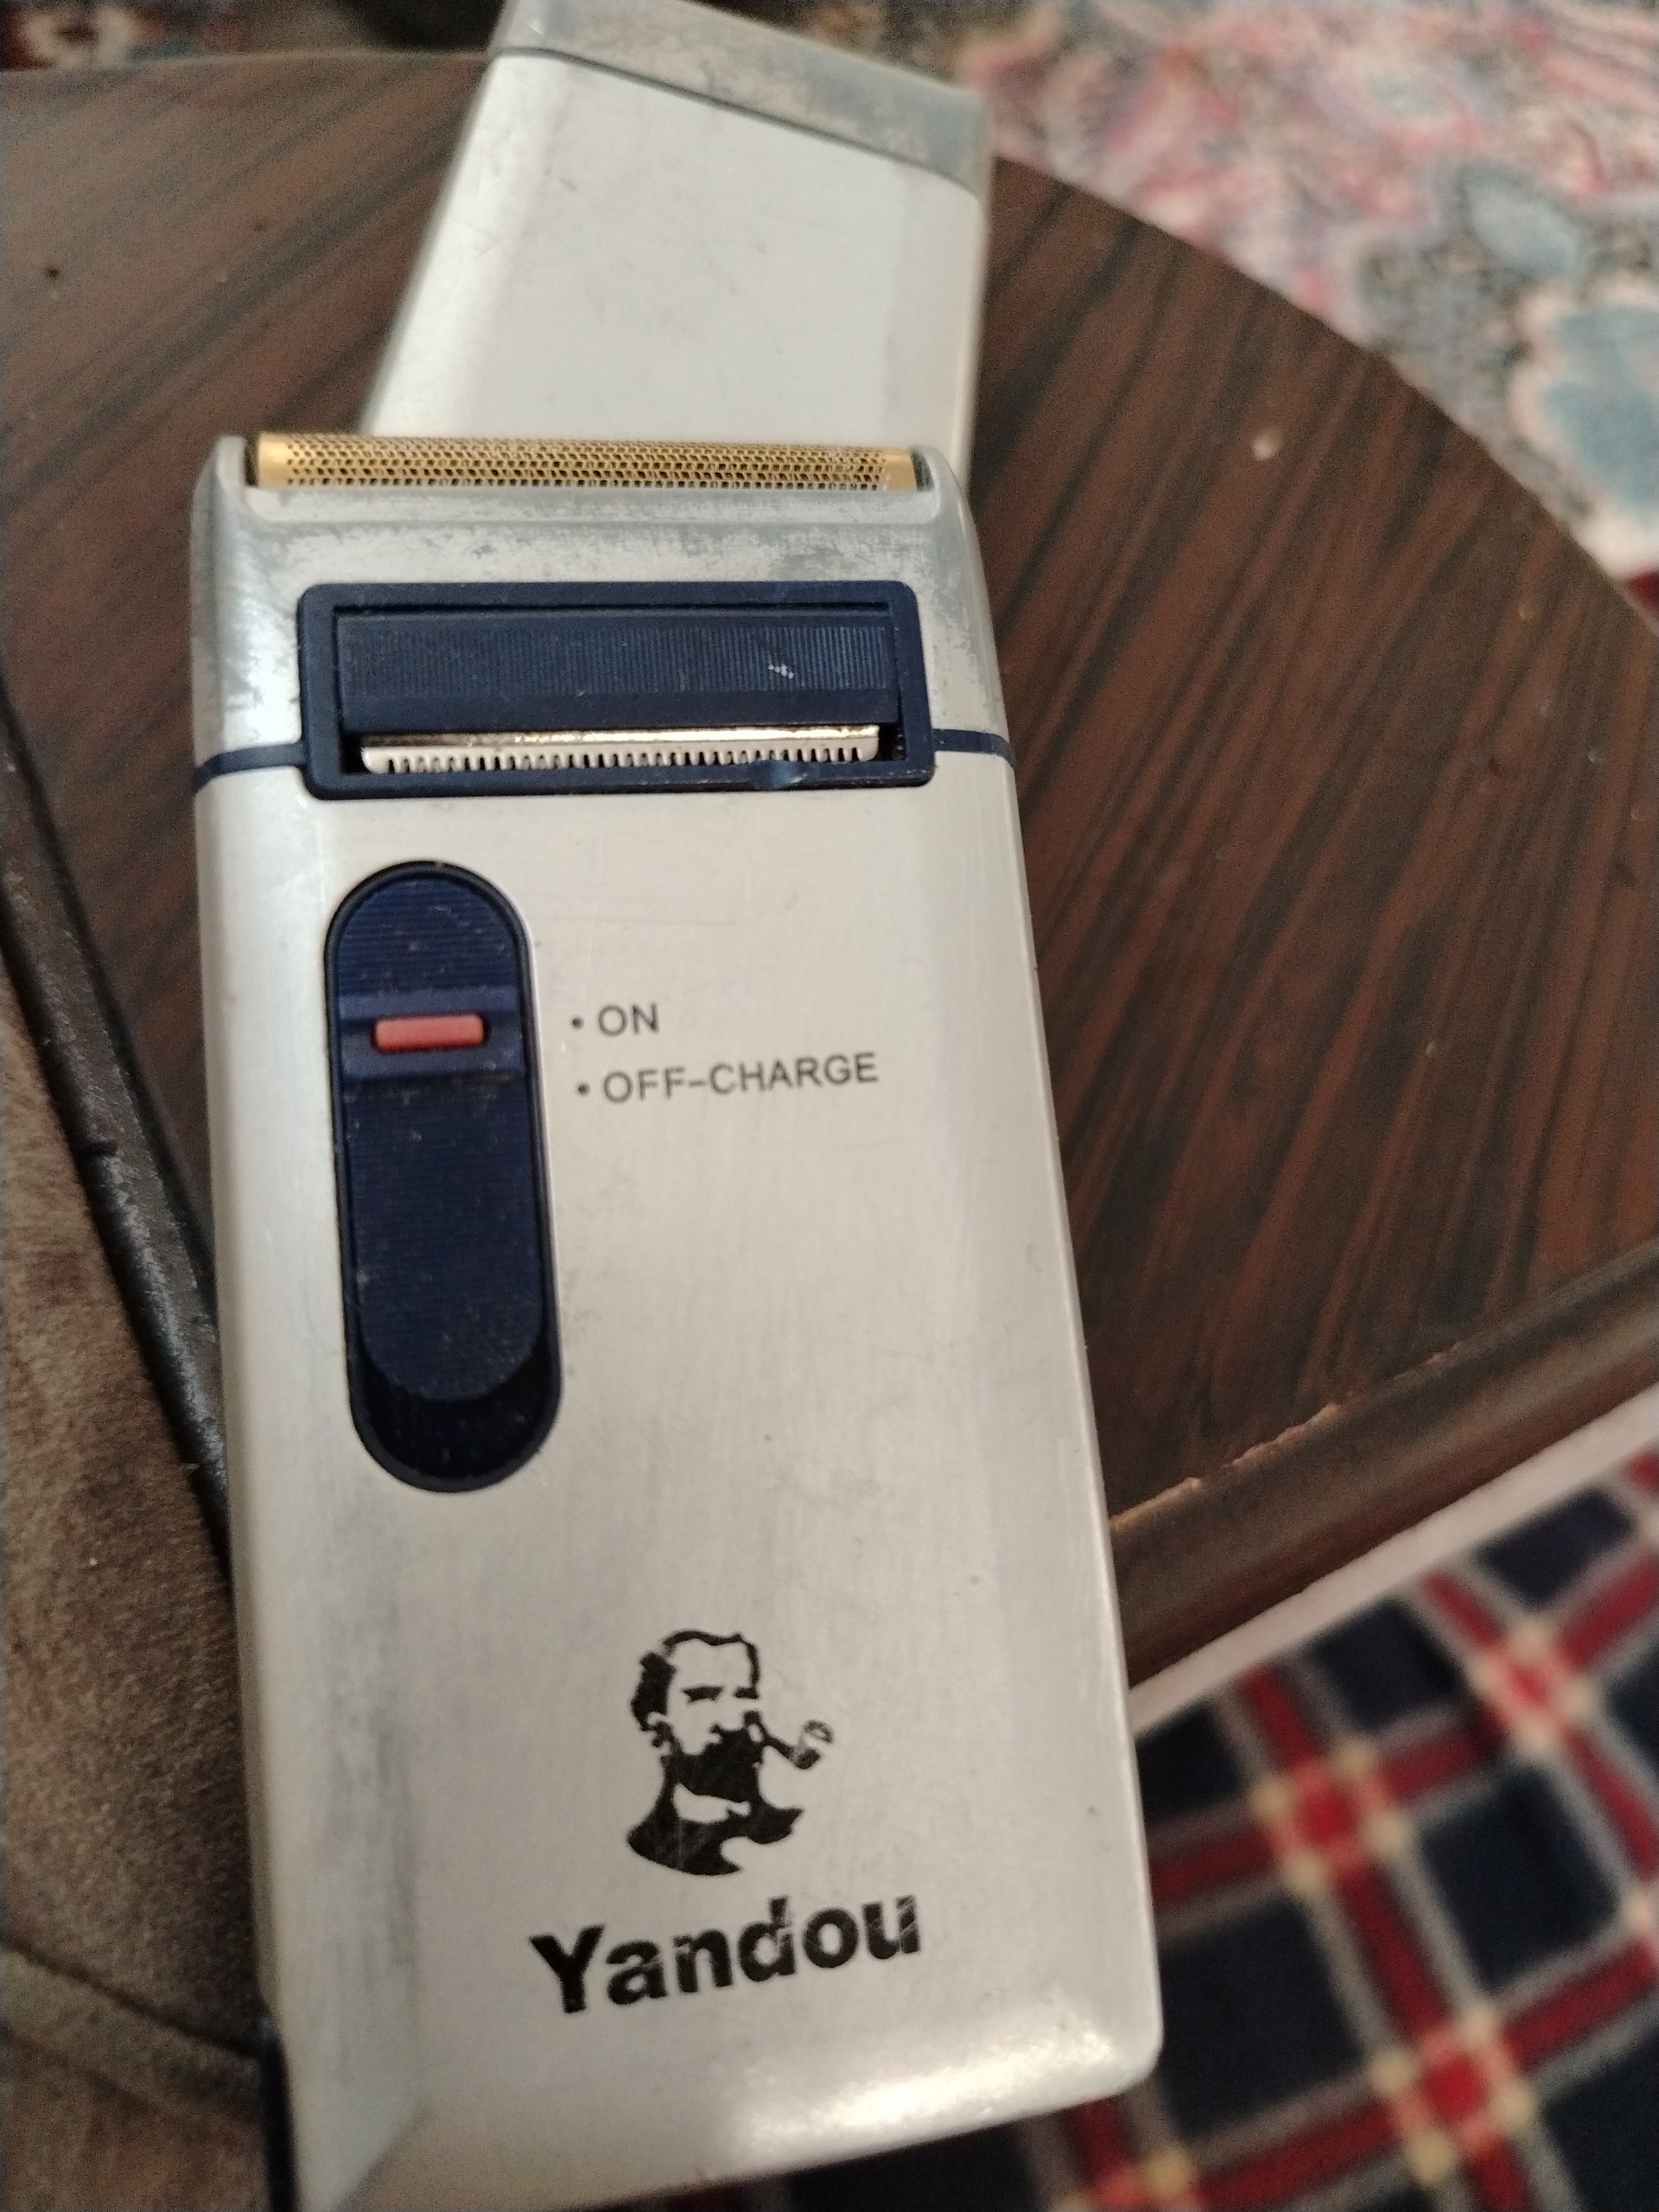 • ON
• OFF-CHARGE
Yandou